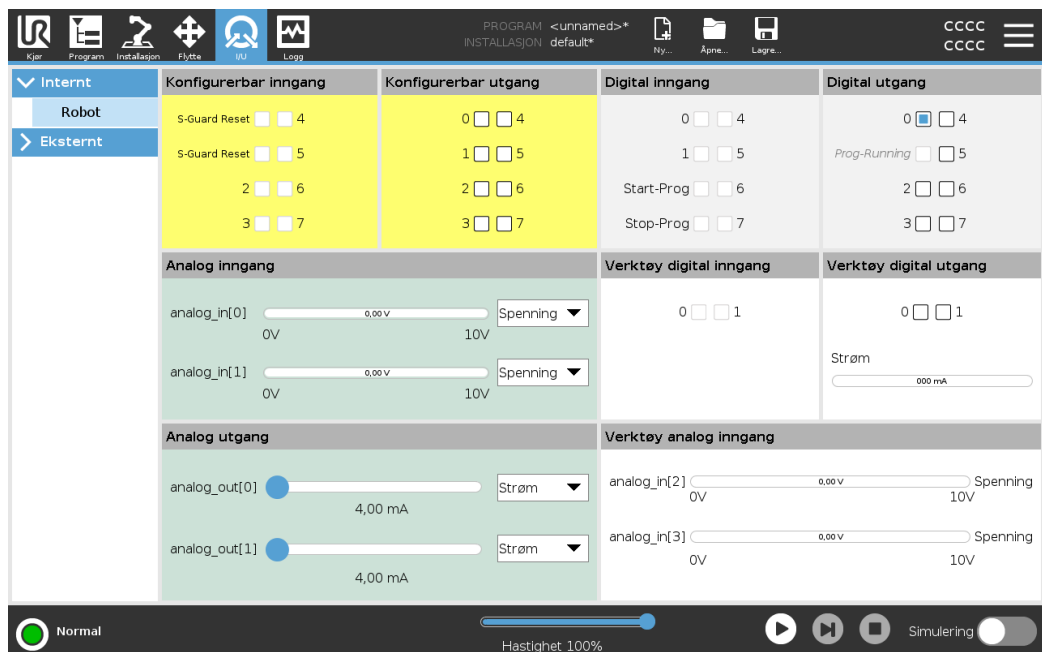 UR
PROGRAM <unnamed>*
INSTALLASJON default*
CCCC
CCCC
Kjør
Program
Installasjon
Flytte
I/U
Logg
Ny...
Åpne...
Lagre...
Internt
Robot
Eksternt
Konfigurerbar inngang
S-Guard Reset 4
S-Guard Reset 5
2 6
3 7
Konfigurerbar utgang
0 4
1 5
2 6
3 7
Digital inngang
0 4
1 5
Start-Prog 6
Stop-Prog 7
Digital utgang
0 4
Prog-Running 5
2 6
3 7
Analog inngang
analog_in[0] 0,00 V Spenning
0V 10V
analog_in[1] 0,00 V Spenning
0V 10V
Verktøy digital inngang
0 1
Verktøy digital utgang
0 1
Strøm
000 mA
Analog utgang
analog_out[0] Strøm
4,00 mA
analog_out[1] Strøm
4,00 mA
Verktøy analog inngang
analog_in[2] 0,00 V Spenning
0V 10V
analog_in[3] 0,00 V Spenning
0V 10V
Normal
Hastighet 100%
Simulering